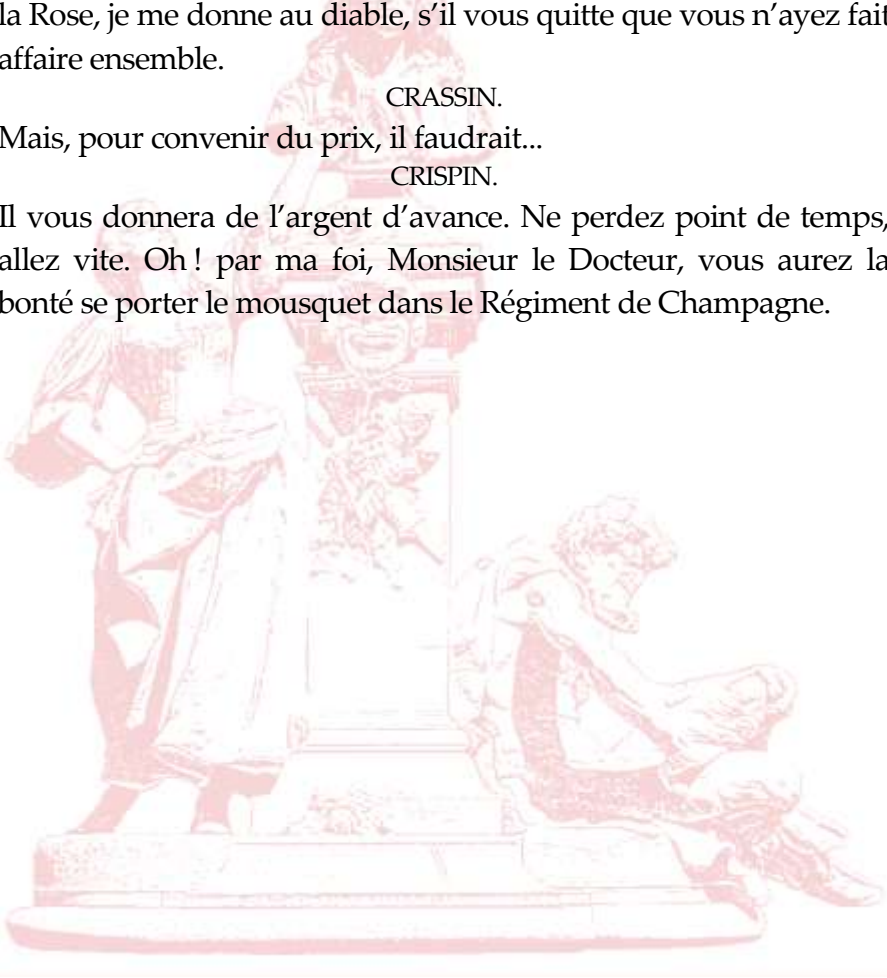 la Rose, je me donne au diable, s’il vous quitte que vous n’ayez fait
affaire ensemble.
CRASSIN.
Mais, pour convenir du prix, il faudrait...
CRISPIN.
Il vous donnera de l’argent d’avance. Ne perdez point de temps,
allez vite. Oh ! par ma foi, Monsieur le Docteur, vous aurez la
bonté se porter le mousquet dans le Régiment de Champagne.